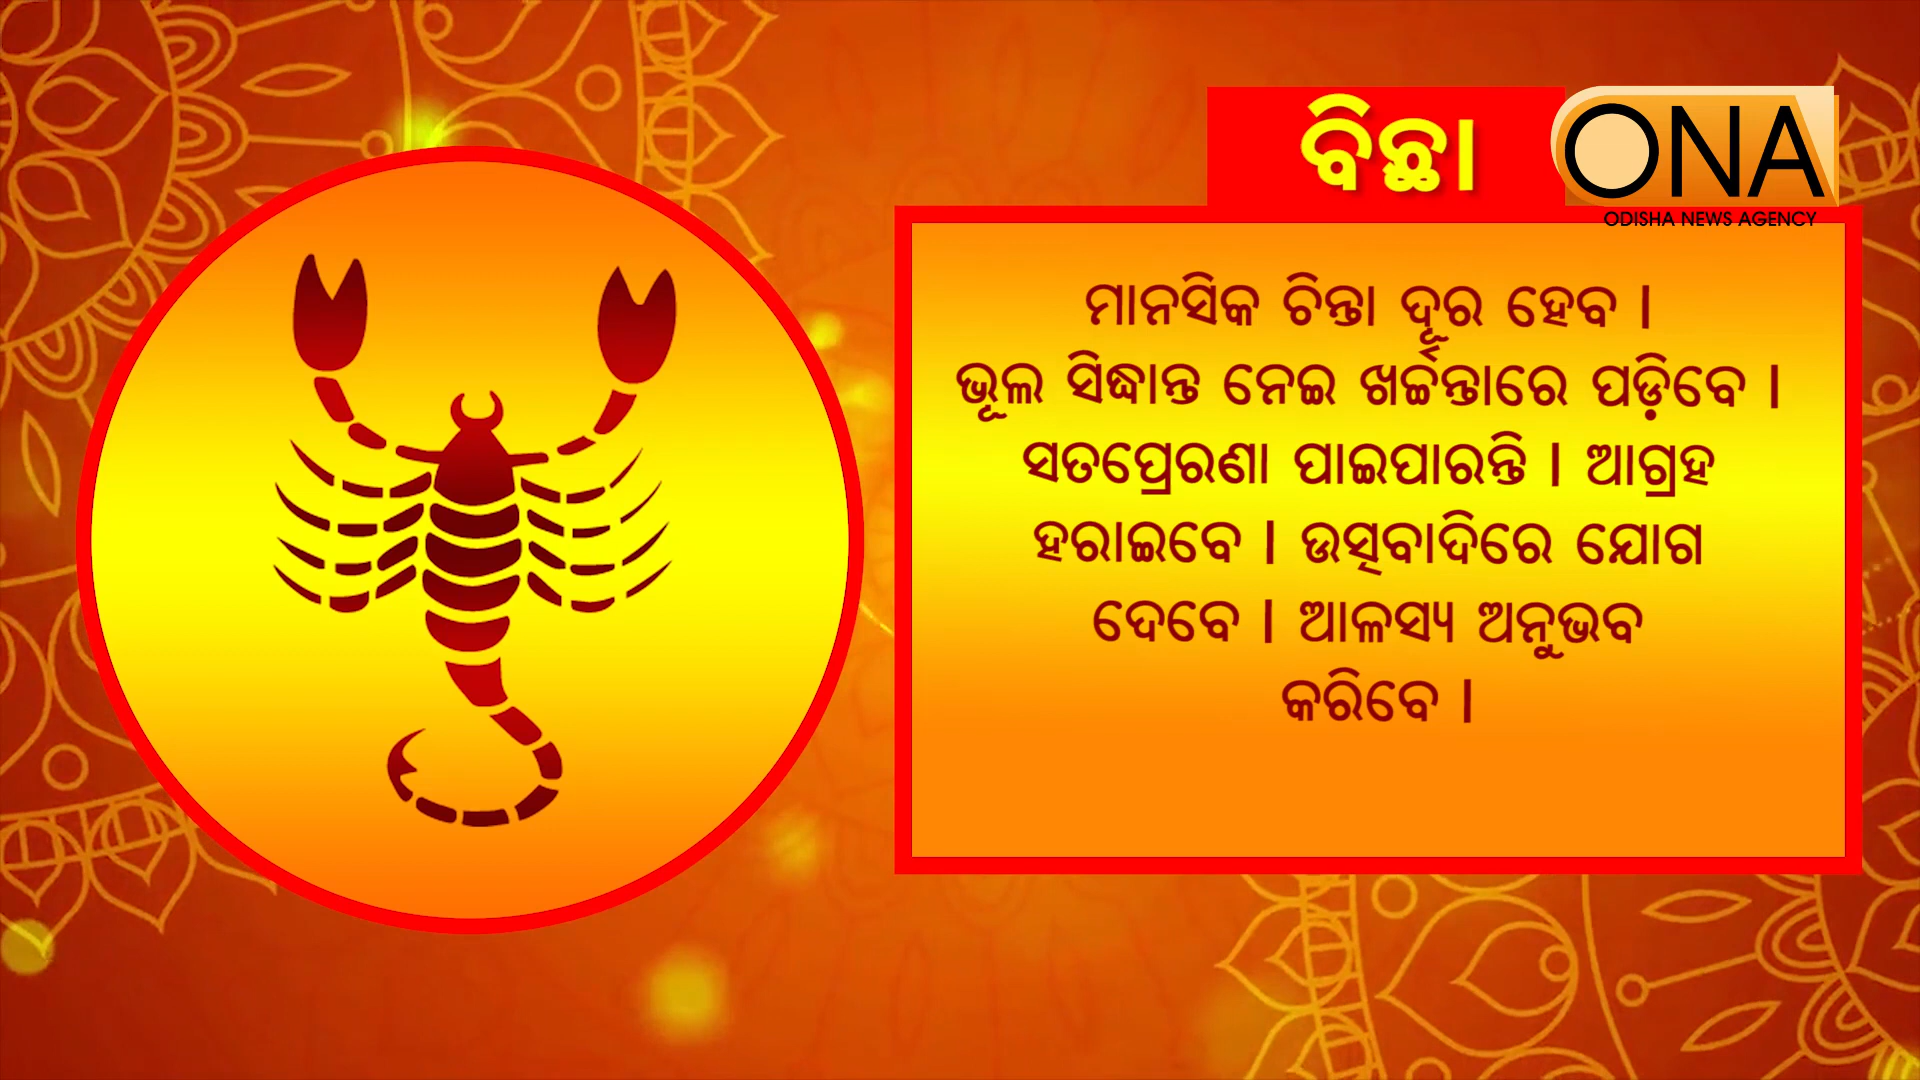 ବିଛା
ONA
ODISHA NEWS AGENCY
ମାନସିକ ଚିନ୍ତା ଦୂର ହେବ ।
ଭୂଲ ସିଦ୍ଧାନ୍ତ ନେଇ ଖର୍ଚ୍ଚନ୍ତାରେ ପଡ଼ିବେ ।
ସତପ୍ରେରଣା ପାଇପାରନ୍ତି । ଆଗ୍ରହ
ହରାଇବେ । ଉତ୍ସବାଦିରେ ଯୋଗ
ଦେବେ । ଆଳସ୍ୟ ଅନୁଭବ
କରିବେ ।